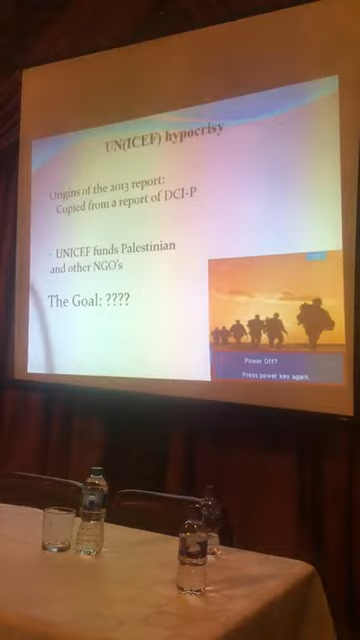 UN(ICEF) hypocrisy
Origins of the 2013 report:
Copied from a report of DCI-P
- UNICEF funds Palestinian
and other NGO's
The Goal: ????
Power Off?
Press power key again.